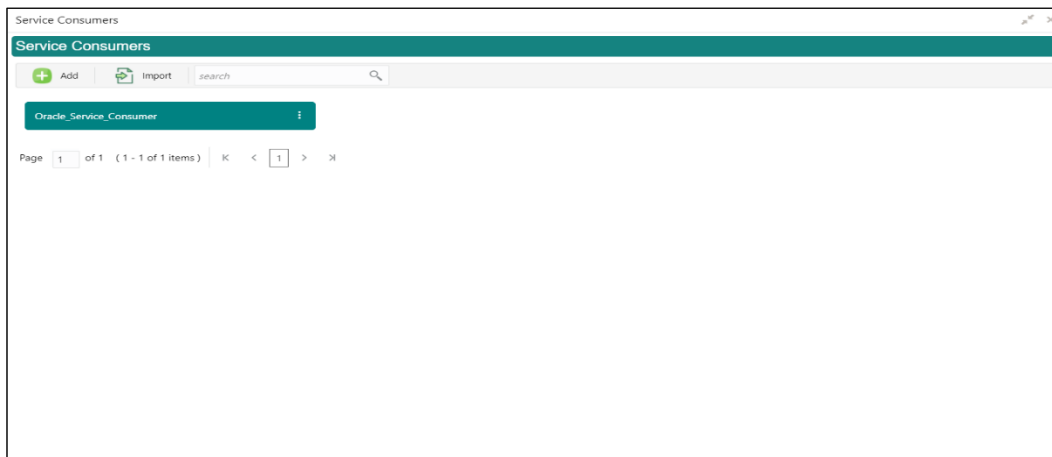 Service Consumers
Service Consumers
Add Import search
Oracle_Service_Consumer
Page 1 of 1 (1 - 1 of 1 items) K < 1 > >|